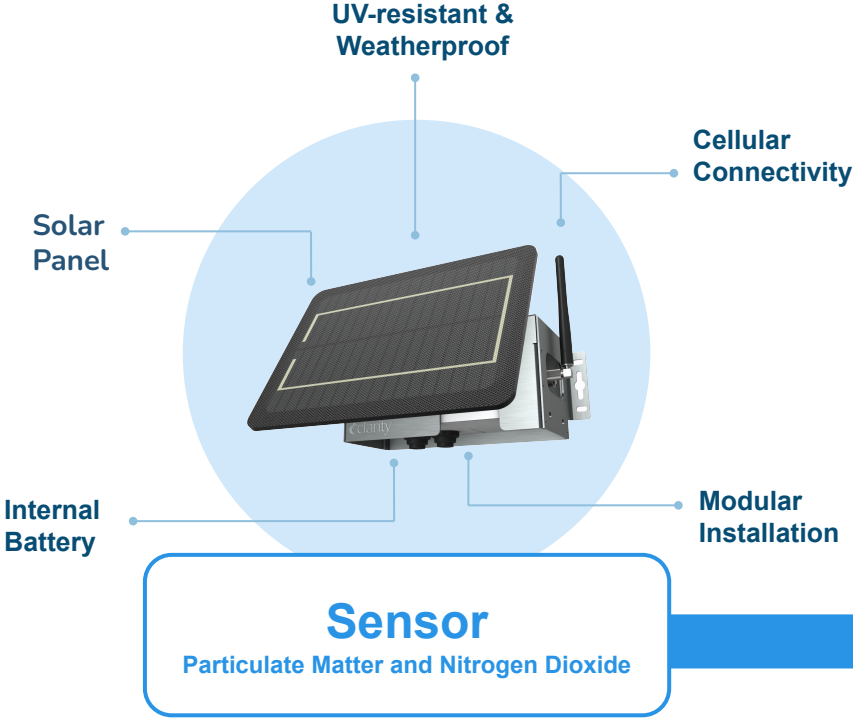 UV-resistant &
Weatherproof
Cellular
Connectivity
Solar
Panel
clarity
Internal
Battery
Modular
Installation
Sensor
Particulate Matter and Nitrogen Dioxide